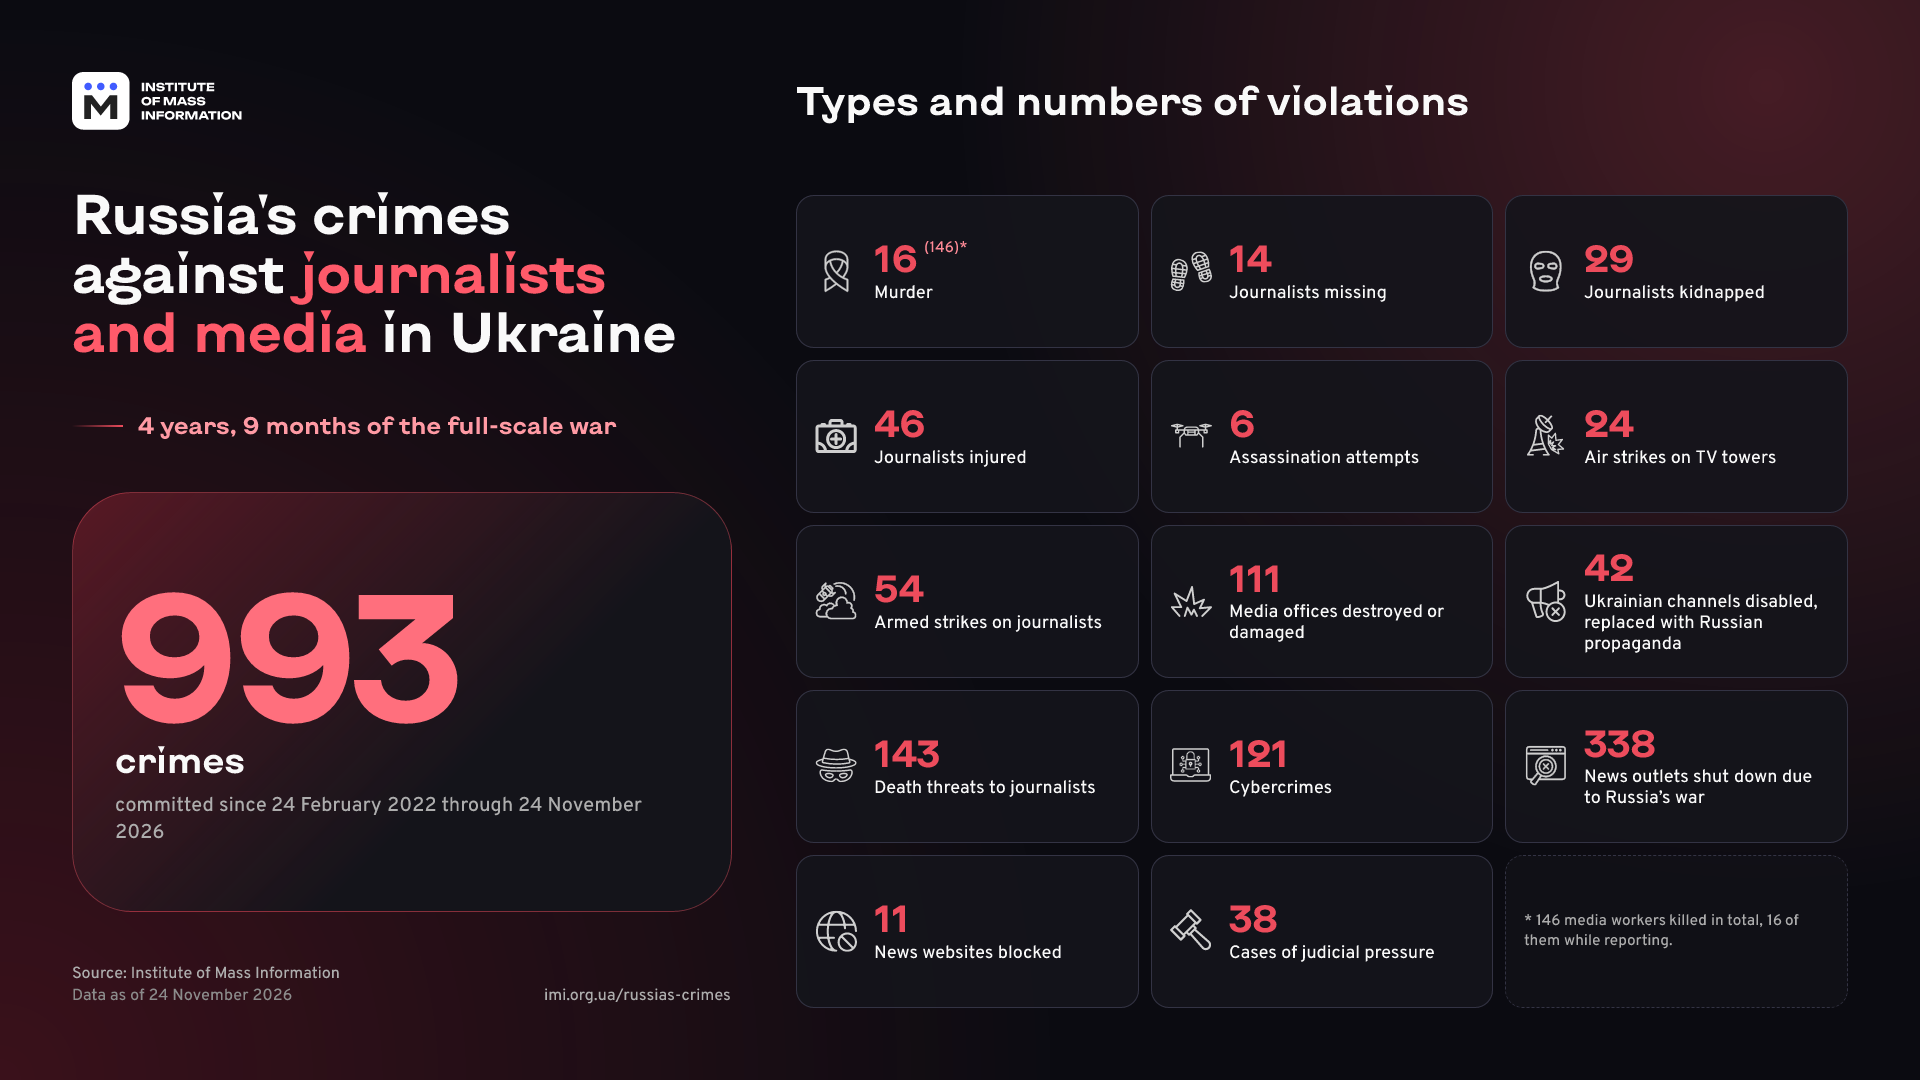 INSTITUTE
OF MASS
INFORMATION
Russia's crimes
against journalists
and media in Ukraine
4 years, 9 months of the full-scale war
993
crimes
committed since 24 February 2022 through 24 November
2026
Source: Institute of Mass Information
Data as of 24 November 2026
imi.org.ua/russias-crimes
Types and numbers of violations
16 (146)*
Murder
14
Journalists missing
29
Journalists kidnapped
46
Journalists injured
6
Assassination attempts
24
Air strikes on TV towers
54
Armed strikes on journalists
111
Media offices destroyed or
damaged
42
Ukrainian channels disabled,
replaced with Russian
propaganda
143
Death threats to journalists
121
Cybercrimes
338
News outlets shut down due
to Russia’s war
11
News websites blocked
38
Cases of judicial pressure
* 146 media workers killed in total, 16 of
them while reporting.